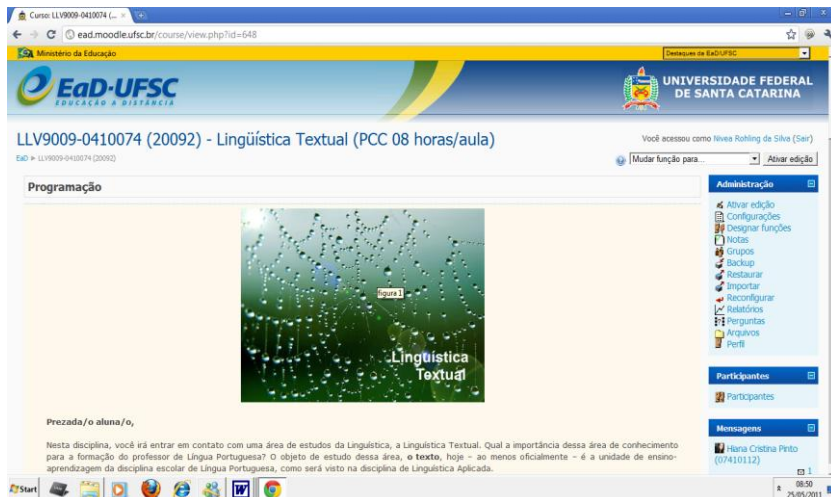 Curso: LLV9009-0410074 (...
ead.moodle.ufsc.br/course/view.php?id=648
Ministério da Educação
Destaques da EaD/UFSC
EaD·UFSC
EDUCAÇÃO A DISTÂNCIA
UNIVERSIDADE FEDERAL
DE SANTA CATARINA
LLV9009-0410074 (20092) - Lingüística Textual (PCC 08 horas/aula)
Você acessou como Nivea Rohling da Silva (Sair)
EaD ► LLV9009-0410074 (20092)
Mudar função para...
Ativar edição
Programação
figura 1
Linguística
Textual
Prezada/o aluna/o,
Nesta disciplina, você irá entrar em contato com uma área de estudos da Linguística, a Linguística Textual. Qual a importância dessa área de conhecimento
para a formação do professor de Língua Portuguesa? O objeto de estudo dessa área, o texto, hoje – ao menos oficialmente – é a unidade de ensino-
aprendizagem da disciplina escolar de Língua Portuguesa, como será visto na disciplina de Linguística Aplicada.
Administração
Ativar edição
Configurações
Designar funções
Notas
Grupos
Backup
Restaurar
Importar
Reconfigurar
Relatórios
Perguntas
Arquivos
Perfil
Participantes
Participantes
Mensagens
Hiana Cristina Pinto
(07410112)
1
Start
08:50
25/05/2011